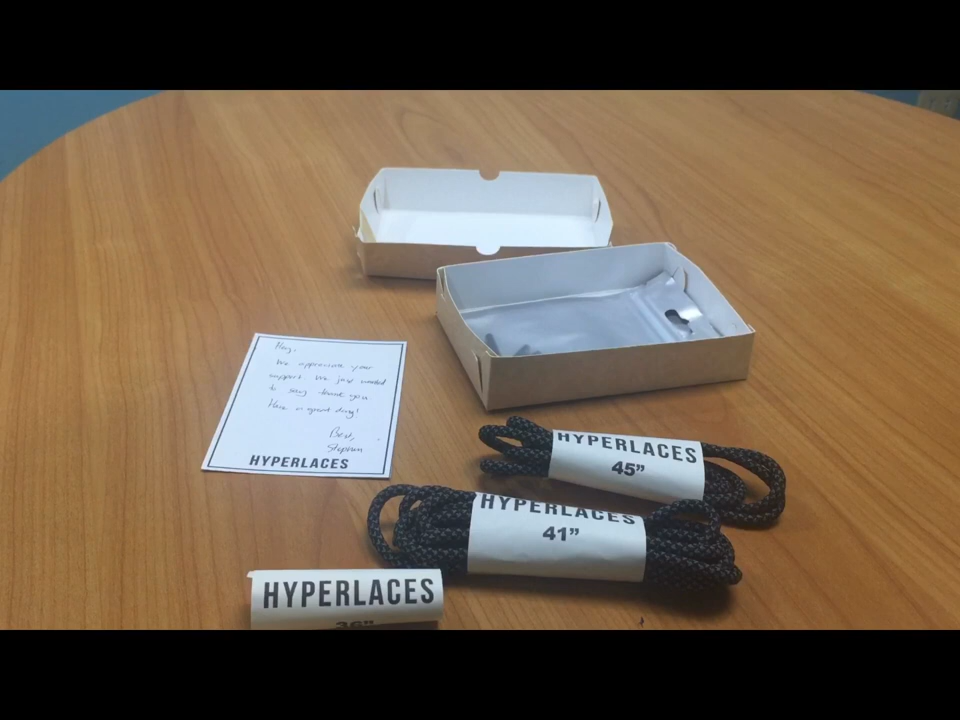 Hey,
We appreciate your
support. We just wanted
to say thank you
Have a great day!
Best,
Stephen
HYPERLACES
HYPERLACES
45"
HYPERLACES
41"
HYPERLACES
36"